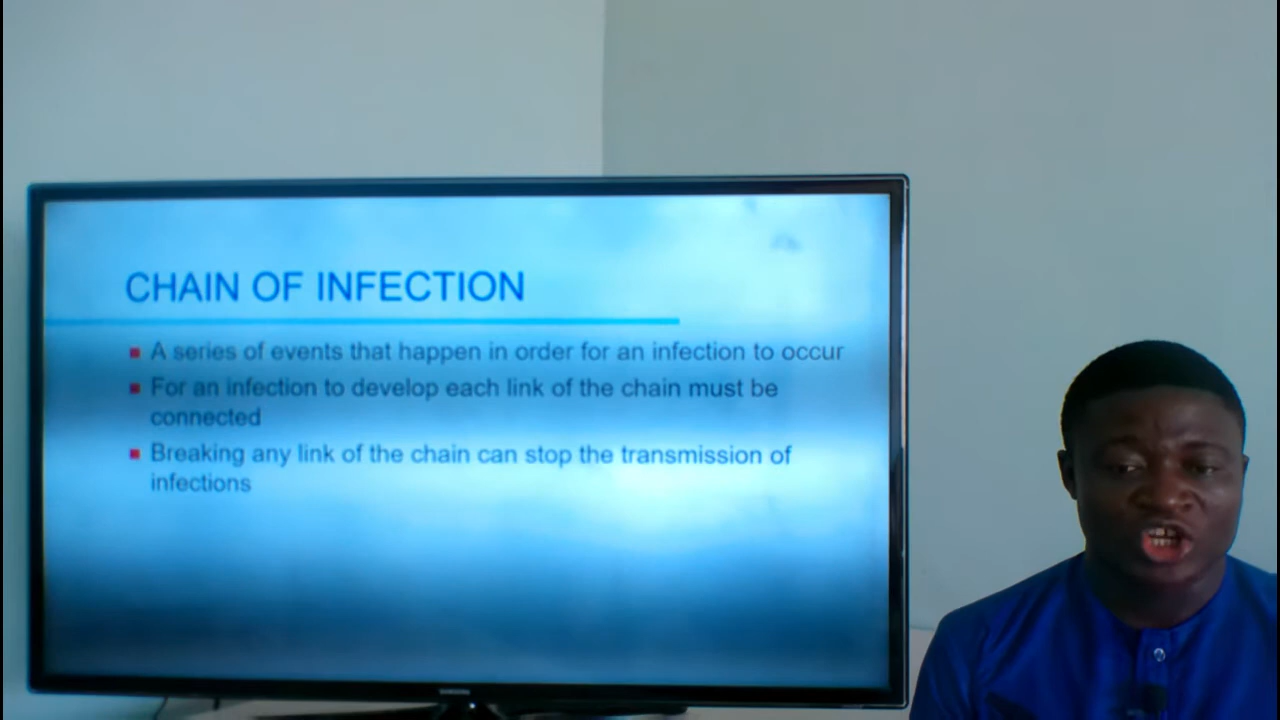 CHAIN OF INFECTION
A series of events that happen in order for an infection to occur
For an infection to develop each link of the chain must be
connected
Breaking any link of the chain can stop the transmission of
infections
SAMSUNG